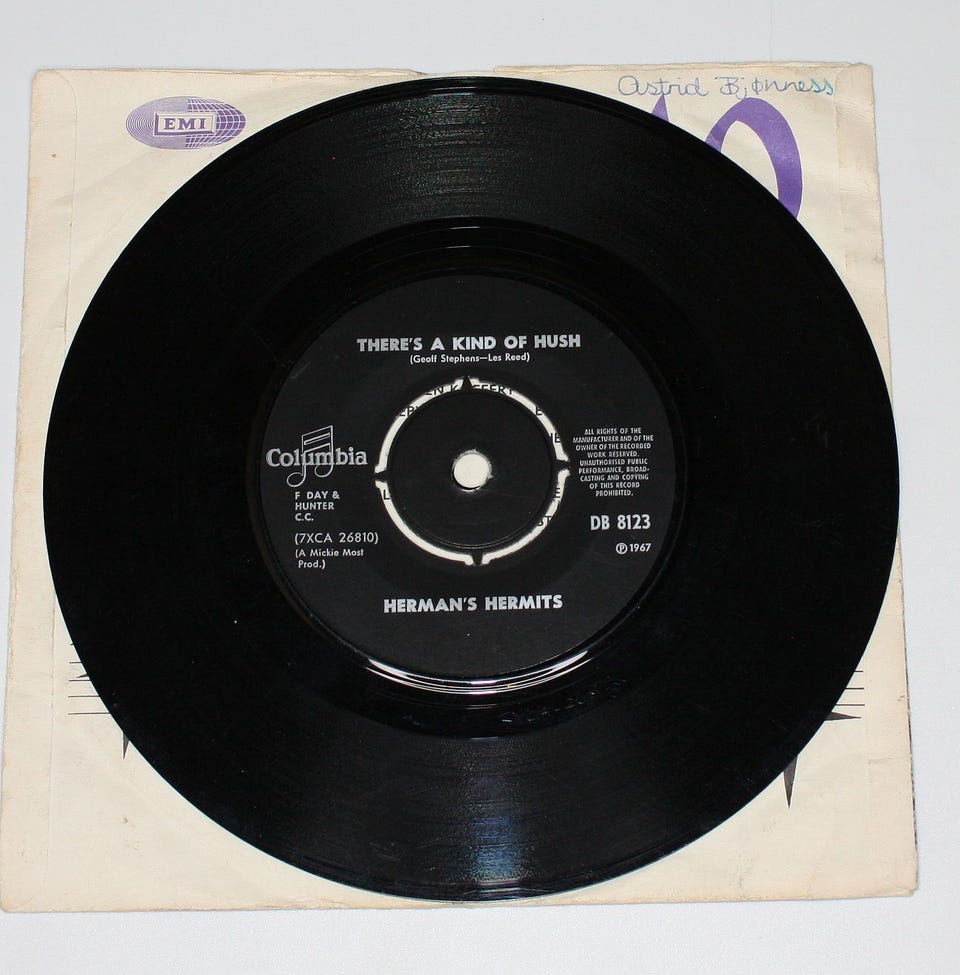 Astrid Bjønness
EMI
THERE'S A KIND OF HUSH
(Geoff Stephens—Les Reed)
Columbia
F DAY &
HUNTER
C.C.
(7XCA 26810)
(A Mickie Most
Prod.)
ALL RIGHTS OF THE
MANUFACTURER AND OF THE
OWNER OF THE RECORDED
WORK RESERVED.
UNAUTHORISED PUBLIC
PERFORMANCE, BROAD-
CASTING AND COPYING
OF THIS RECORD
PROHIBITED.
DB 8123
℗ 1967
HERMAN'S HERMITS